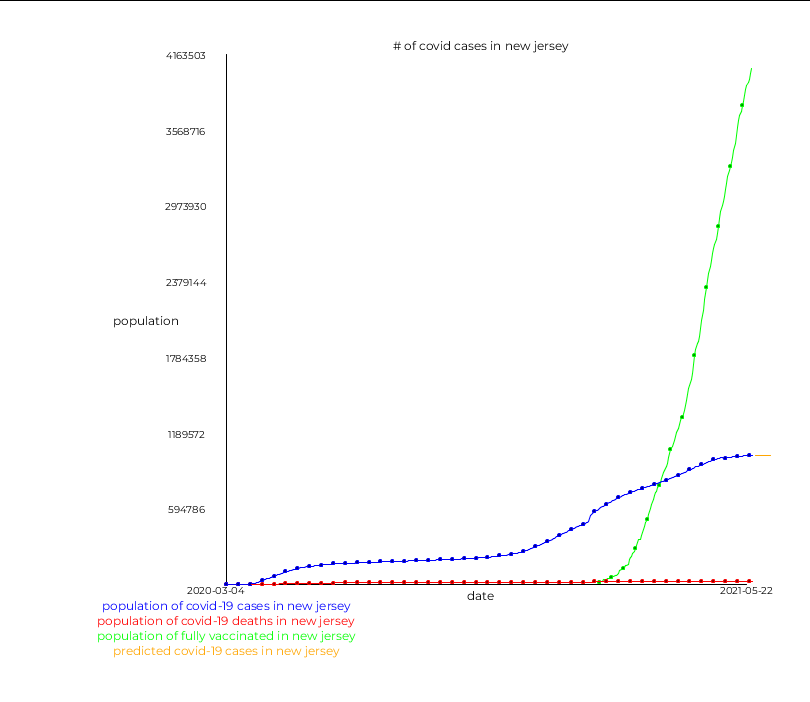 # of covid cases in new jersey
4163503
3568716
2973930
2379144
population
1784358
1189572
594786
2020-03-04
date
2021-05-22
population of covid-19 cases in new jersey
population of covid-19 deaths in new jersey
population of fully vaccinated in new jersey
predicted covid-19 cases in new jersey